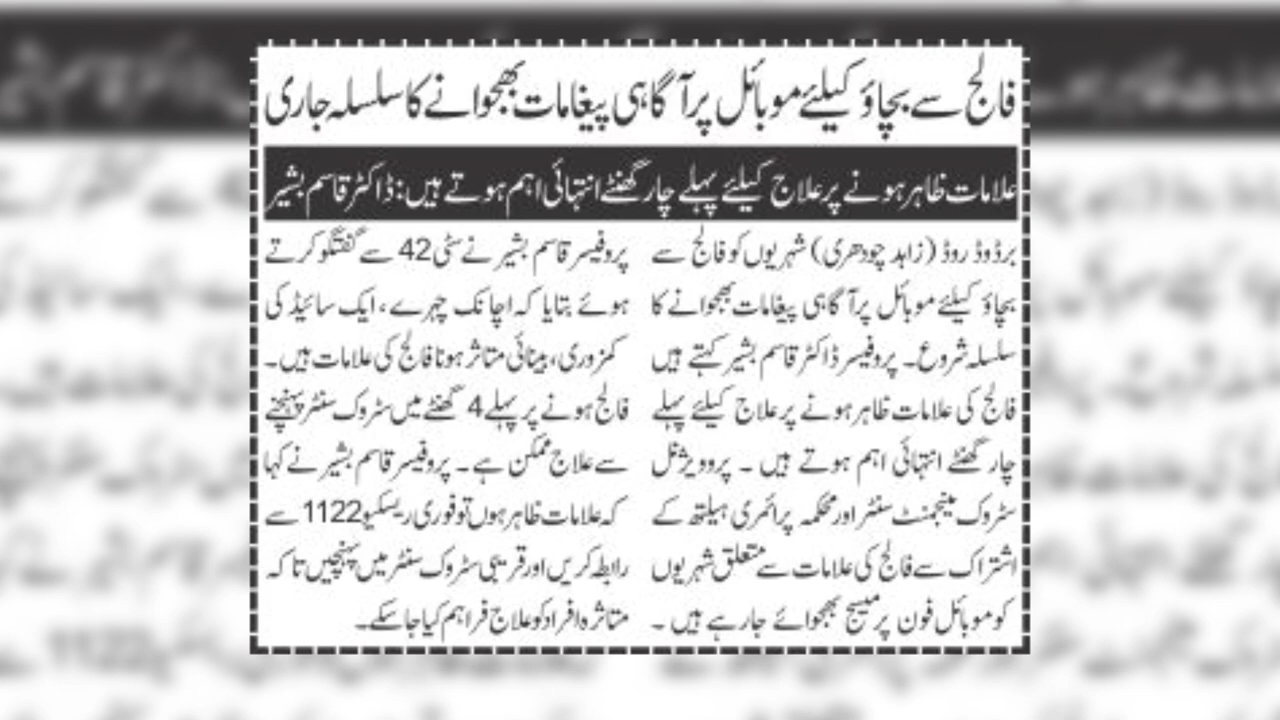 فالج سے بچاؤ کیلئے موبائل پر آگاہی پیغامات بھجوانے کا سلسلہ جاری
علامات ظاہر ہونے پر علاج کیلئے پہلے چار گھنٹے انتہائی اہم ہوتے ہیں: ڈاکٹر قاسم بشیر
برڈوڈ روڈ (زاہد چودھری) شہریوں کو فالج سے
بچاؤ کیلئے موبائل پر آگاہی پیغامات بھجوانے کا
سلسلہ شروع۔ پروفیسر ڈاکٹر قاسم بشیر کہتے ہیں
فالج کی علامات ظاہر ہونے پر علاج کیلئے پہلے
چار گھنٹے انتہائی اہم ہوتے ہیں ۔ پروویژنل
سٹروک مینجمنٹ سنٹر اور محکمہ پرائمری ہیلتھ کے
اشتراک سے فالج کی علامات سے متعلق شہریوں
کو موبائل فون پر میسج بھجوائے جارہے ہیں ۔
پروفیسر قاسم بشیر نے سٹی 42 سے گفتگو کرتے
ہوئے بتایا کہ اچانک چہرے، ایک سائیڈ کی
کمزوری، بینائی متاثر ہونا فالج کی علامات ہیں۔
فالج ہونے پر پہلے 4 گھنٹے میں سٹروک سنٹر پہنچنے
سے علاج ممکن ہے ۔ پروفیسر قاسم بشیر نے کہا
کہ علامات ظاہر ہوں تو فوری ریسکیو 1122 سے
رابطہ کریں اور قریبی سٹروک سنٹر میں پہنچیں تاکہ
متاثرہ افراد کو علاج فراہم کیا جاسکے۔